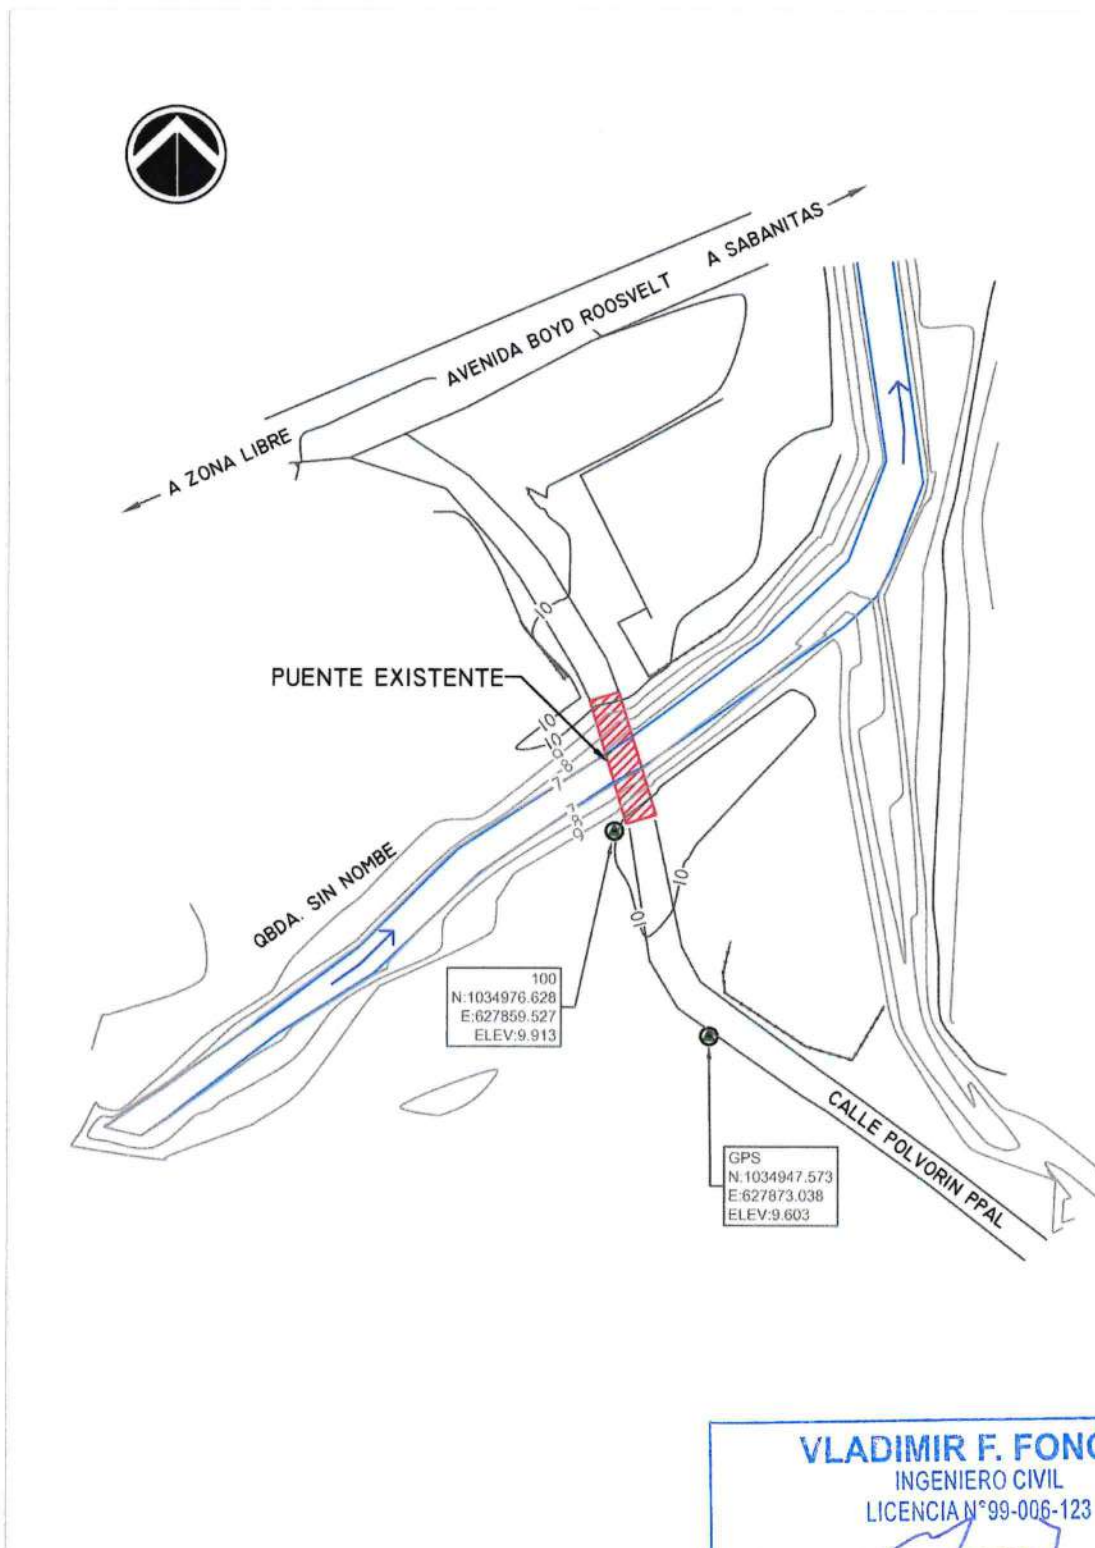 A SABANITAS
AVENIDA BOYD ROOSVELT
A ZONA LIBRE
10
PUENTE EXISTENTE
10
10
9
8
7
7
8
9
QBDA. SIN NOMBE
10
10
100
N:1034976.628
E:627859.527
ELEV:9.913
CALLE POLVORIN PPAL
GPS
N:1034947.573
E:627873.038
ELEV:9.603
VLADIMIR F.
INGENIERO CIVIL
LICENCIA N°99-006-123